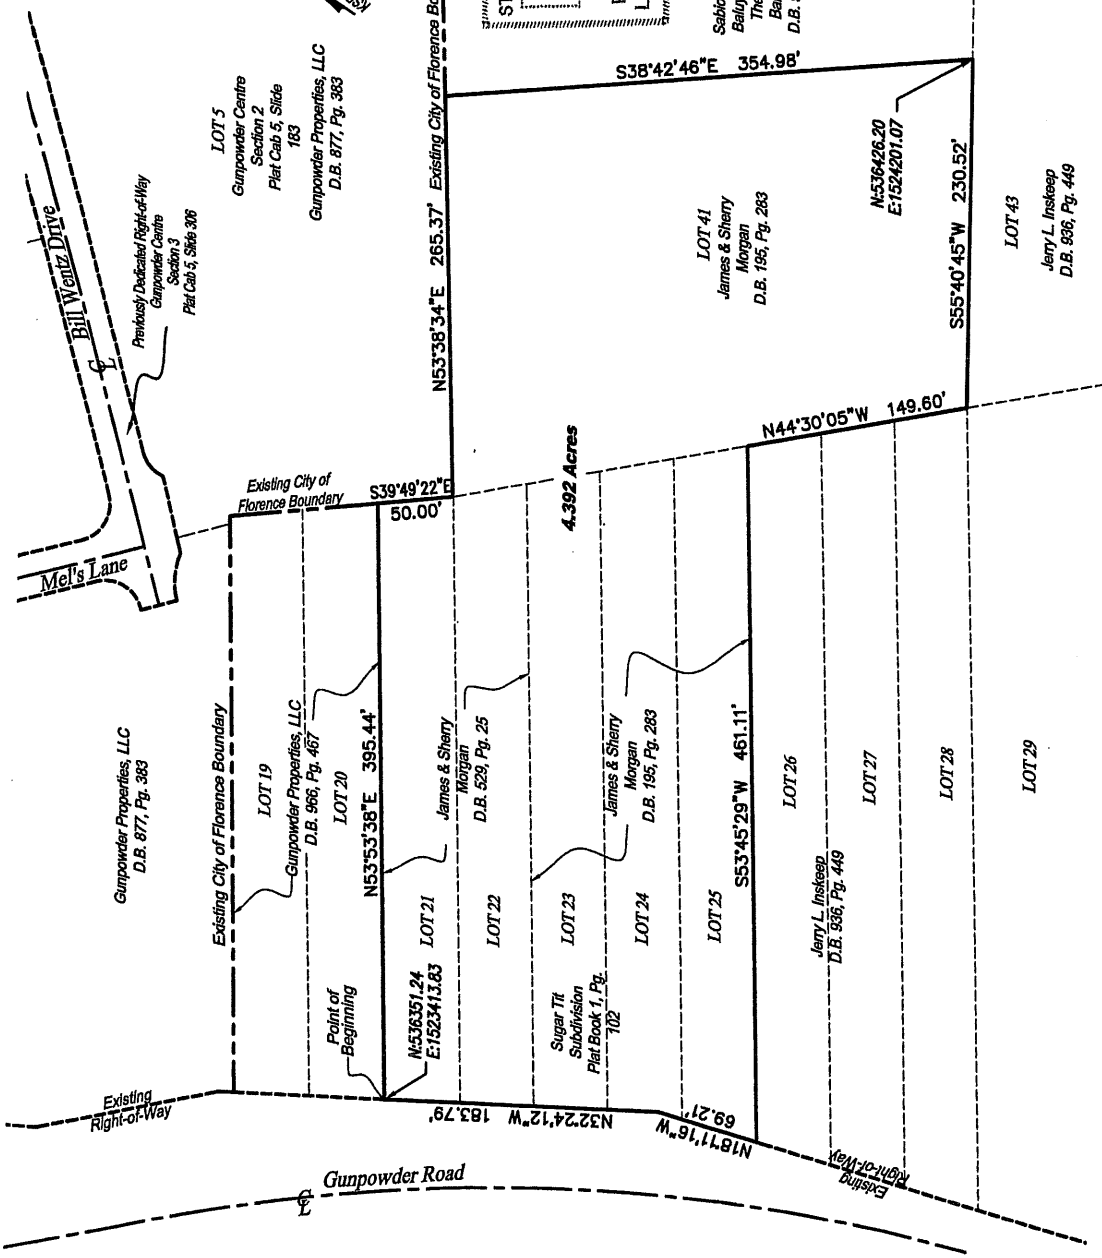 Bill Wentz Drive
C
L
Previously Dedicated Right-of-Way
Gunpowder Centre
Section 3
Plat Cab 5, Slide 306
LOT 5
Gunpowder Centre
Section 2
Plat Cab 5, Slide
183
Gunpowder Properties, LLC
D.B. 877, Pg. 383
Mel's Lane
Gunpowder Properties, LLC
D.B. 877, Pg. 383
Existing City of Florence Boundary
Existing City of
Florence Boundary
S39°49'22"E
50.00'
N53°38'34"E 265.37'
Existing City of Florence
S38°42'46"E 354.98'
LOT 41
James & Sherry
Morgan
D.B. 195, Pg. 283
N:536426.20
E:1524201.07
S55°40'45"W 230.52'
LOT 43
Jerry L. Inskeep
D.B. 936, Pg. 449
N44°30'05"W 149.60'
4.392 Acres
LOT 19
Gunpowder Properties, LLC
D.B. 966, Pg. 467
LOT 20
N53°53'38"E 395.44'
James & Sherry
Morgan
D.B. 529, Pg. 25
LOT 21
LOT 22
LOT 23
James & Sherry
Morgan
D.B. 195, Pg. 283
LOT 24
LOT 25
S53°45'29"W 461.11'
LOT 26
LOT 27
LOT 28
LOT 29
Jerry L. Inskeep
D.B. 936, Pg. 449
Point of
Beginning
N:536351.24
E:1523413.83
Sugar Tit
Subdivision
Plat Book 1, Pg.
102
N32°24'12"W 183.79'
N18°11'16"W
69.21'
Existing
Right-of-Way
Existing
Right-of-Way
C
L
Gunpowder Road
ST
D.B.